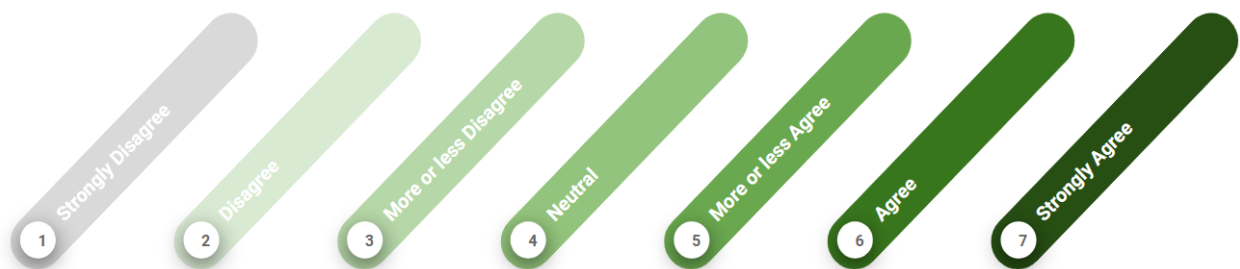 1 Strongly Disagree
2 Disagree
3 More or less Disagree
4 Neutral
5 More or less Agree
6 Agree
7 Strongly Agree